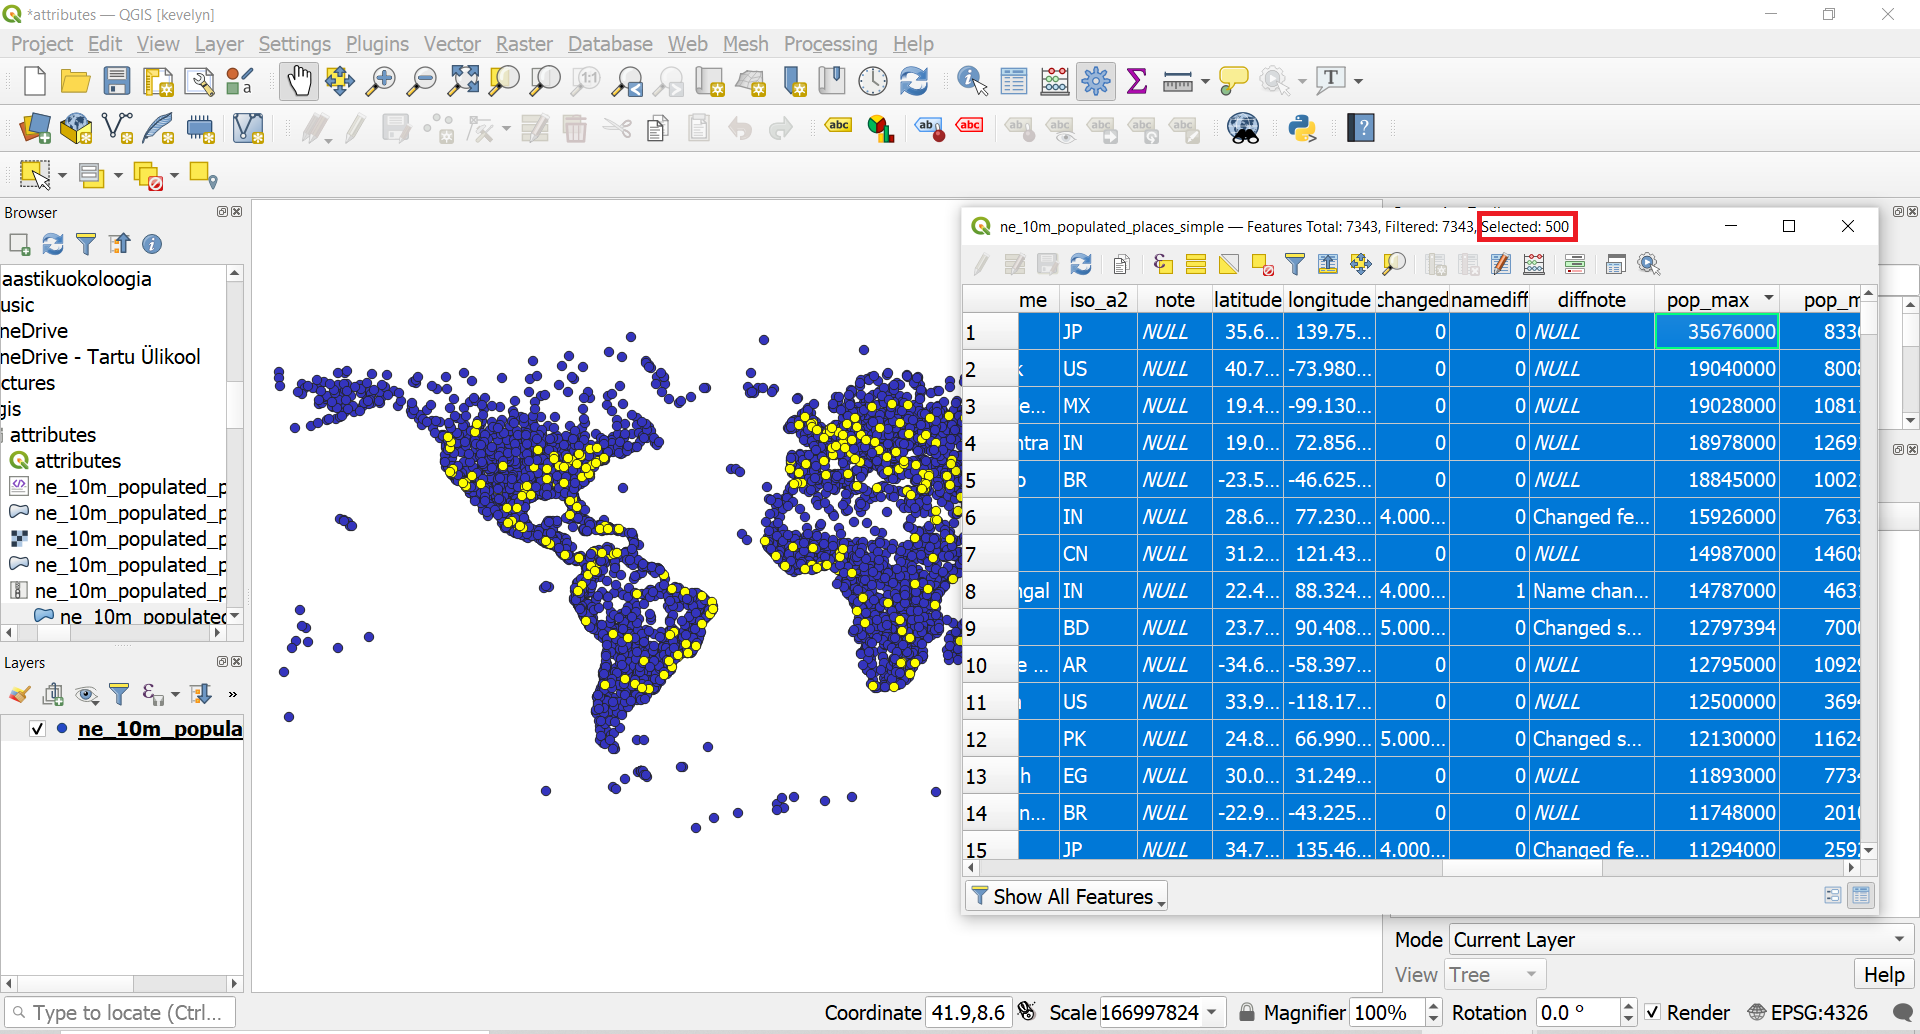 *attributes — QGIS [kevelyn]
Project Edit View Layer Settings Plugins Vector Raster Database Web Mesh Processing Help
Browser
aastikuokoloogia
usic
neDrive
neDrive - Tartu Ülikool
ctures
gis
attributes
attributes
ne_10m_populated_p
ne_10m_populated_p
ne_10m_populated_p
ne_10m_populated_p
ne_10m_populated_p
ne_10m_populated
Layers
ne_10m_popula
ne_10m_populated_places_simple — Features Total: 7343, Filtered: 7343, Selected: 500
me iso_a2 note latitude longitude changed namediff diffnote pop_max pop_m
1 JP NULL 35.6... 139.75... 0 0 NULL 35676000 8336
2 k US NULL 40.7... -73.980... 0 0 NULL 19040000 8008
3 e... MX NULL 19.4... -99.130... 0 0 NULL 19028000 1081
4 ntra IN NULL 19.0... 72.856... 0 0 NULL 18978000 1269
5 o BR NULL -23.5... -46.625... 0 0 NULL 18845000 1002
6 IN NULL 28.6... 77.230... 4.000... 0 Changed fe... 15926000 763
7 CN NULL 31.2... 121.43... 0 0 NULL 14987000 1460
8 ngal IN NULL 22.4... 88.324... 4.000... 1 Name chan... 14787000 463
9 BD NULL 23.7... 90.408... 5.000... 0 Changed s... 12797394 700
10 e ... AR NULL -34.6... -58.397... 0 0 NULL 12795000 1092
11 US NULL 33.9... -118.17... 0 0 NULL 12500000 369
12 PK NULL 24.8... 66.990... 5.000... 0 Changed s... 12130000 1162
13 h EG NULL 30.0... 31.249... 0 0 NULL 11893000 773
14 n... BR NULL -22.9... -43.225... 0 0 NULL 11748000 201
15 JP NULL 34.7... 135.46... 4.000... 0 Changed fe... 11294000 259
Show All Features
Mode Current Layer
View Tree Help
Type to locate (Ctrl... Coordinate 41.9,8.6 Scale 166997824 Magnifier 100% Rotation 0.0 ° Render EPSG:4326